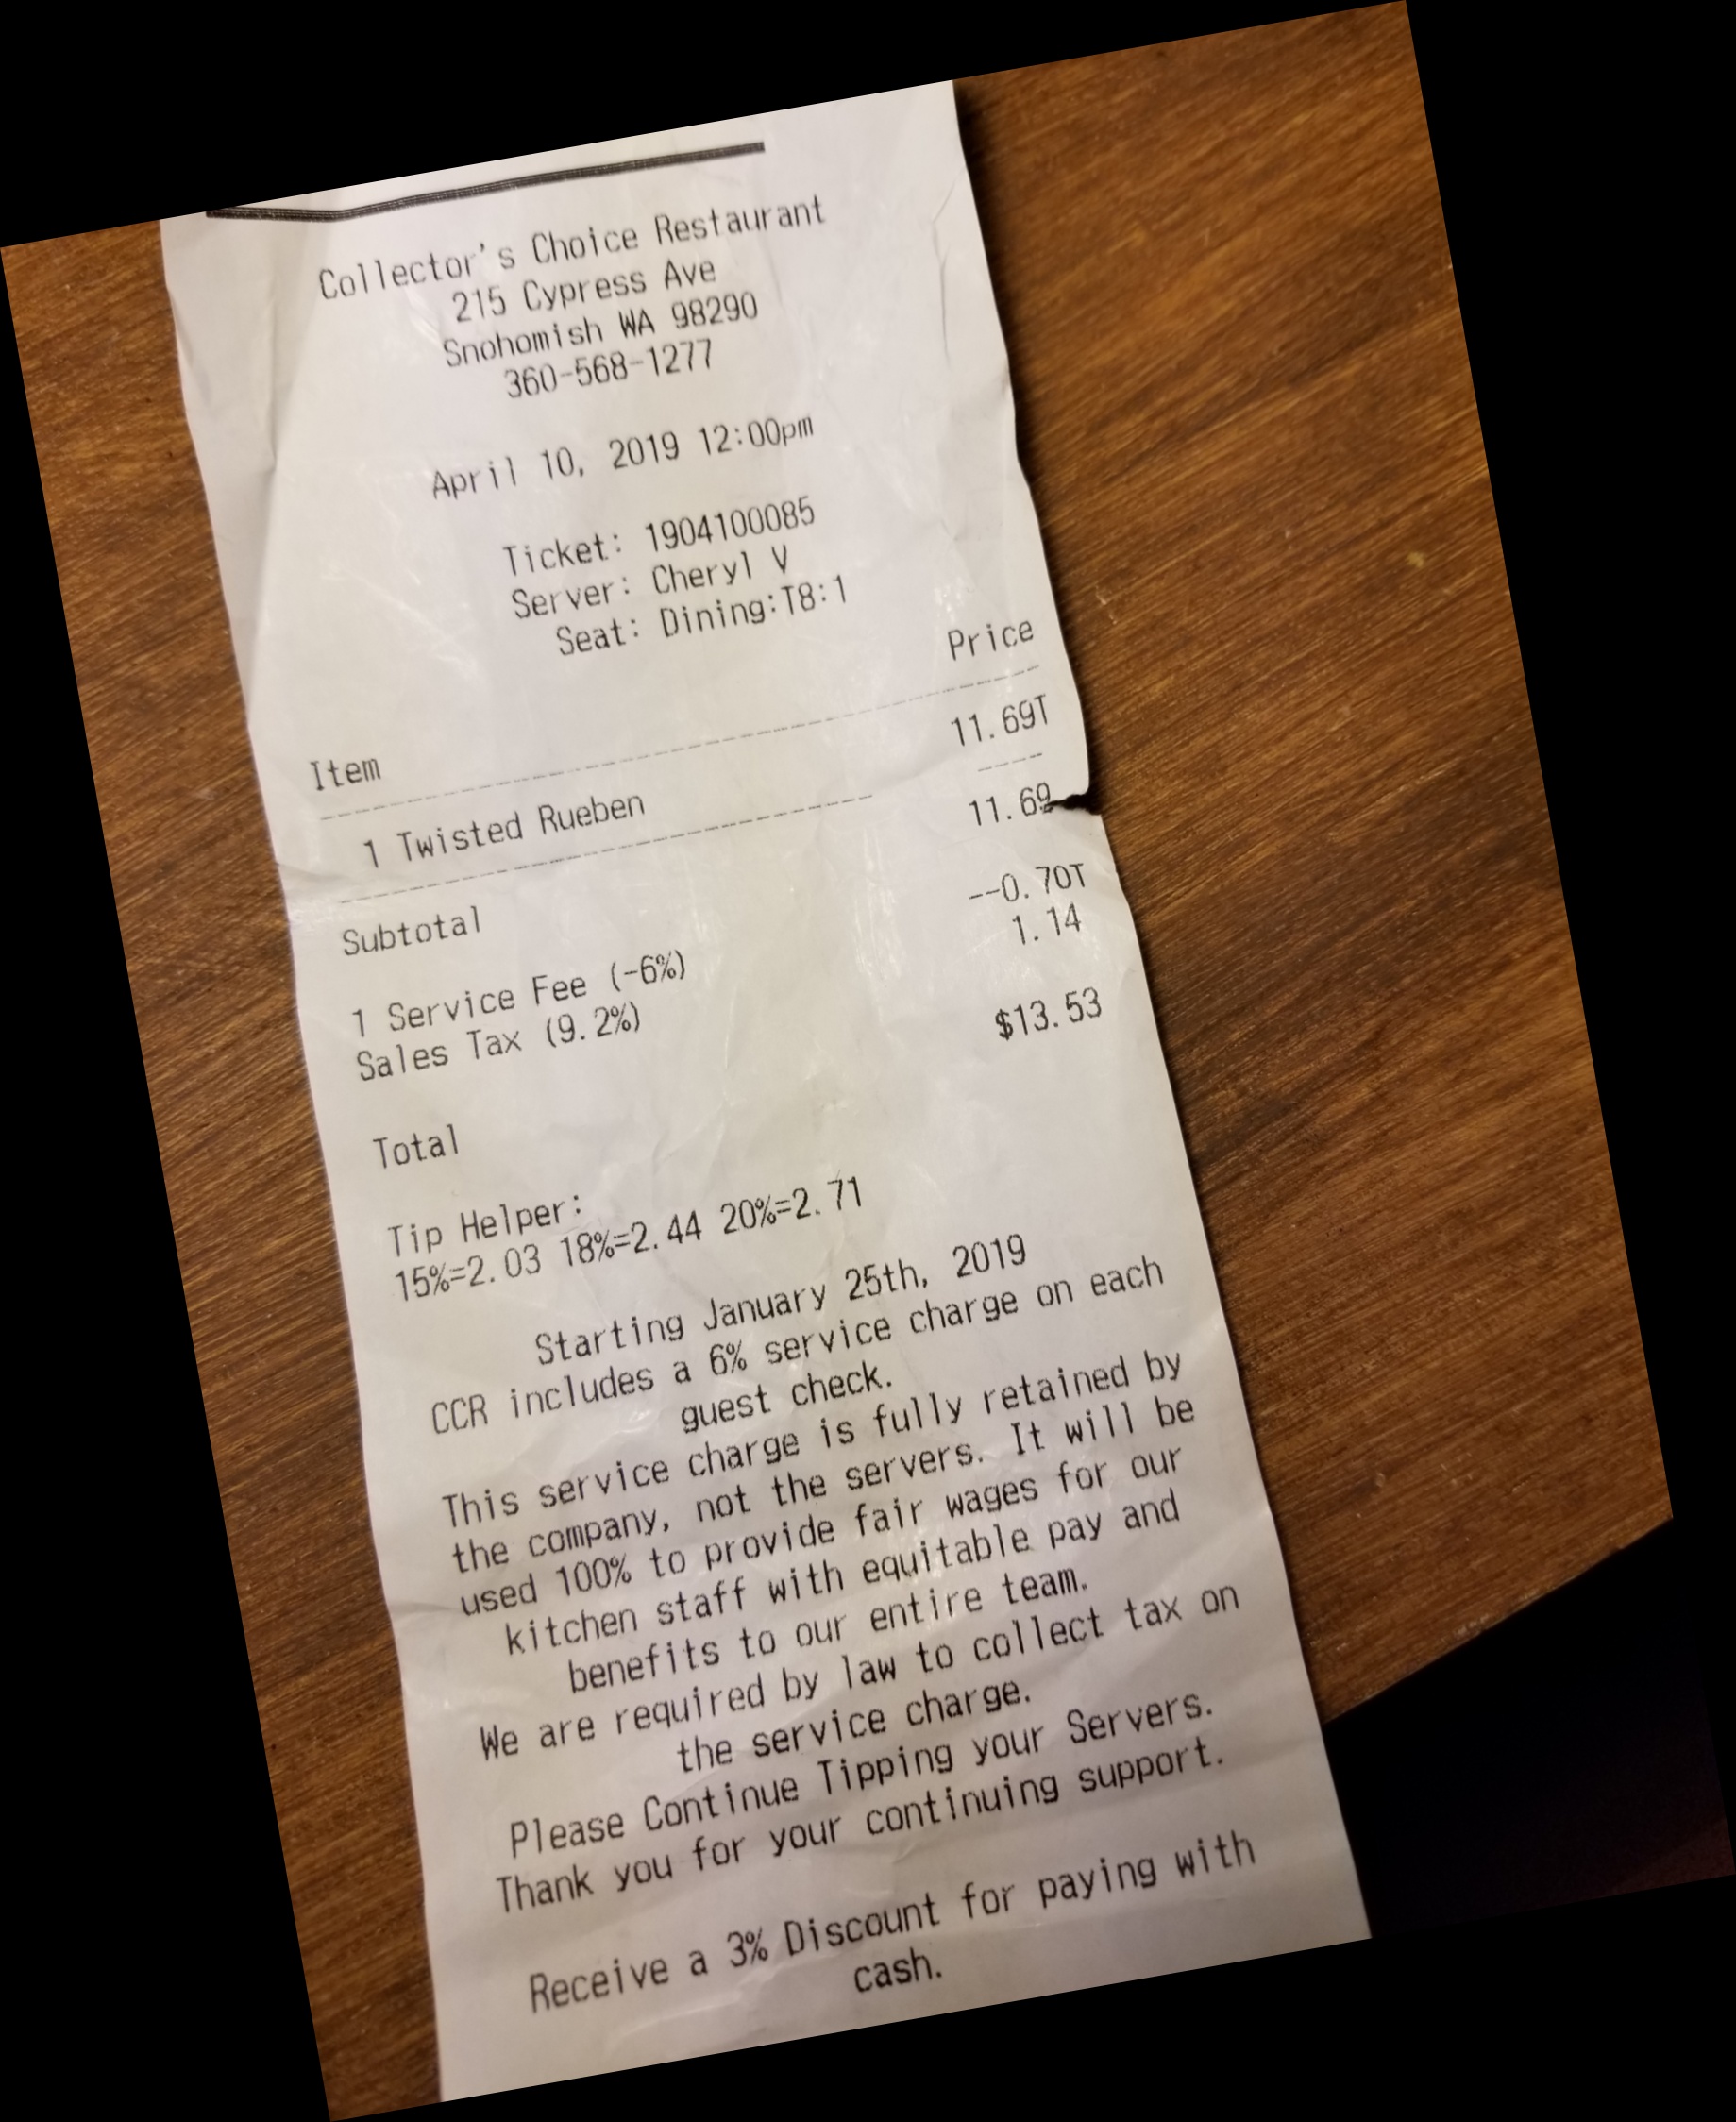 Collector's Choice Restaurant
215 Cypress Ave
Snohomish WA 98290
360-568-1277
April 10, 2019 12:00pm
Ticket: 1904100085
Server: Cheryl V
Seat: Dining:T8:1
Item Price
1 Twisted Rueben 11.69T
Subtotal 11.69
1 Service Fee (-6%) --0.70T
Sales Tax (9.2%) 1.14
Total $13.53
Tip Helper:
15%=2.03 18%=2.44 20%=2.71
Starting January 25th, 2019
CCR includes a 6% service charge on each
guest check.
This service charge is fully retained by
the company, not the servers. It will be
used 100% to provide fair wages for our
kitchen staff with equitable pay and
benefits to our entire team.
We are required by law to collect tax on
the service charge.
Please Continue Tipping your Servers.
Thank you for your continuing support.
Receive a 3% Discount for paying with
cash.